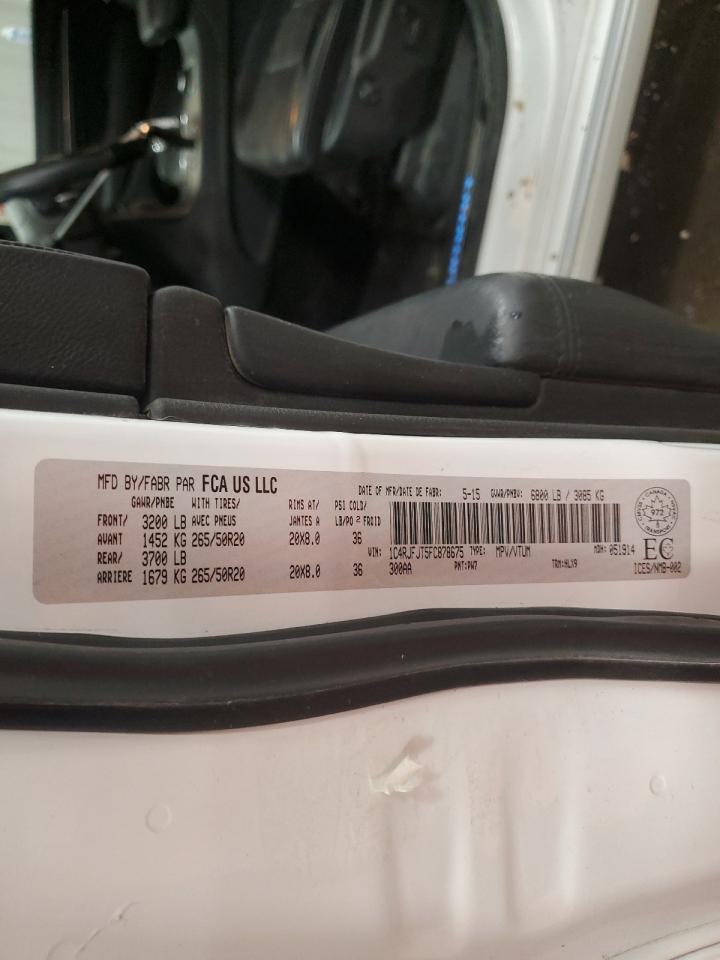 MFD BY/FABR PAR FCA US LLC
DATE OF MFR/DATE DE FABR: 5-15 GVWR/PNBV: 6800 LB / 3085 KG
GAWR/PNBE WITH TIRES/ RIMS AT/ PSI COLD/
FRONT/ 3200 LB AVEC PNEUS JANTES A LB/PO² FROID
AVANT 1452 KG 265/50R20 20X8.0 36
REAR/ 3700 LB
ARRIERE 1679 KG 265/50R20 20X8.0 36
VIN: 1C4RJFJT5FC878675 TYPE: MPV/VTUM MDH: 051914
300AA PNT:PW7 TRM:HLX9
CANADA
TRANSPORT
972
EC
ICES/NMB-002